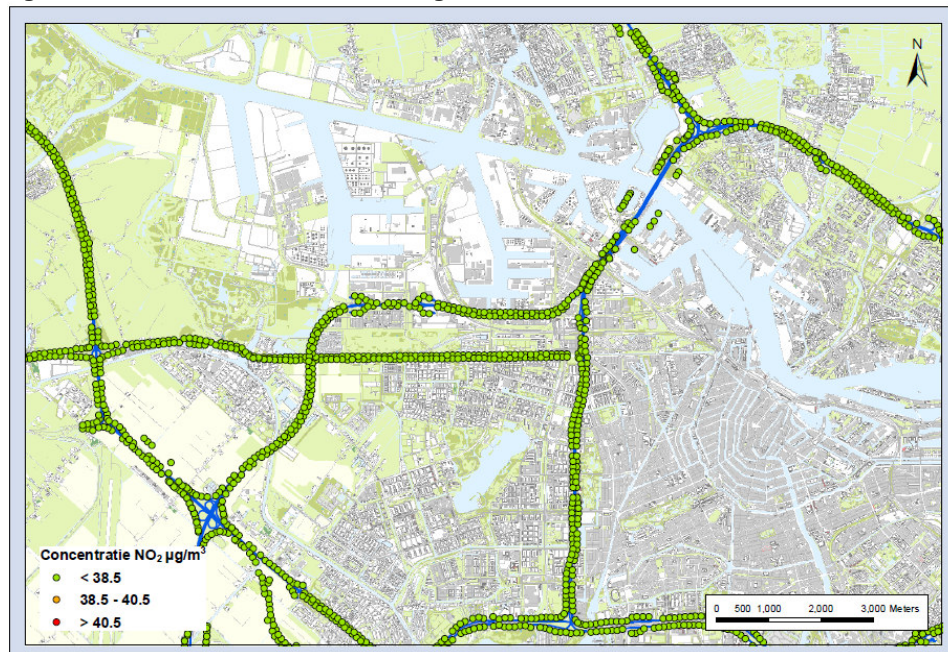 N
Concentratie NO₂ µg/m³
< 38.5
38.5 - 40.5
> 40.5
0 500 1,000 2,000 3,000 Meters